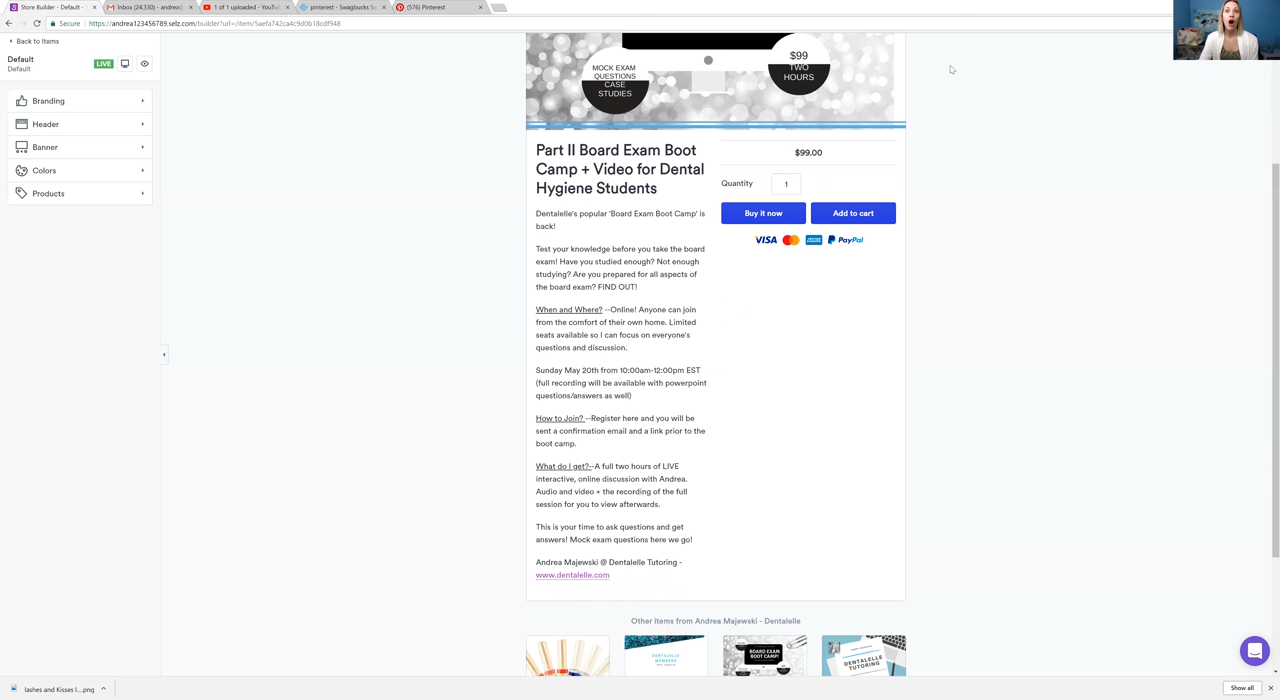 Store Builder - Default - S
Inbox (24,330) - andrea@
1 of 1 uploaded - YouTu
pinterest - Swagbucks Se
(576) Pinterest
Secure
https://andrea123456789.selz.com/builder?url=/item/5aefa742ca4c9d0b18cdf948
Back to Items
Default
Default
LIVE
Branding
Header
Banner
Colors
Products
MOCK EXAM
QUESTIONS
CASE
STUDIES
$99
TWO
HOURS
Part II Board Exam Boot
Camp + Video for Dental
Hygiene Students
Dentalelle's popular 'Board Exam Boot Camp' is
back!
Test your knowledge before you take the board
exam! Have you studied enough? Not enough
studying? Are you prepared for all aspects of
the board exam? FIND OUT!
When and Where? --Online! Anyone can join
from the comfort of their own home. Limited
seats available so I can focus on everyone's
questions and discussion.
Sunday May 20th from 10:00am-12:00pm EST
(full recording will be available with powerpoint
questions/answers as well)
How to Join? --Register here and you will be
sent a confirmation email and a link prior to the
boot camp.
What do I get?--A full two hours of LIVE
interactive, online discussion with Andrea.
Audio and video + the recording of the full
session for you to view afterwards.
This is your time to ask questions and get
answers! Mock exam questions here we go!
Andrea Majewski @ Dentalelle Tutoring -
www.dentalelle.com
$99.00
Quantity
1
Buy it now
Add to cart
VISA
PayPal
Other items from Andrea Majewski - Dentalelle
DENTALELLE
MEMBERS
BOARD EXAM
BOOT CAMP!
DENTALELLE
TUTORING
lashes and Kisses l....png
Show all